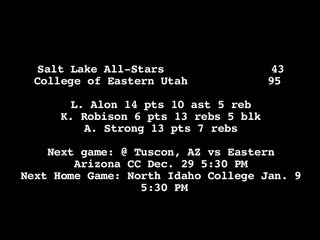 Salt Lake All-Stars 43
College of Eastern Utah 95
L. Alon 14 pts 10 ast 5 reb
K. Robison 6 pts 13 rebs 5 blk
A. Strong 13 pts 7 rebs
Next game: @ Tuscon, AZ vs Eastern
Arizona CC Dec. 29 5:30 PM
Next Home Game: North Idaho College Jan. 9
5:30 PM